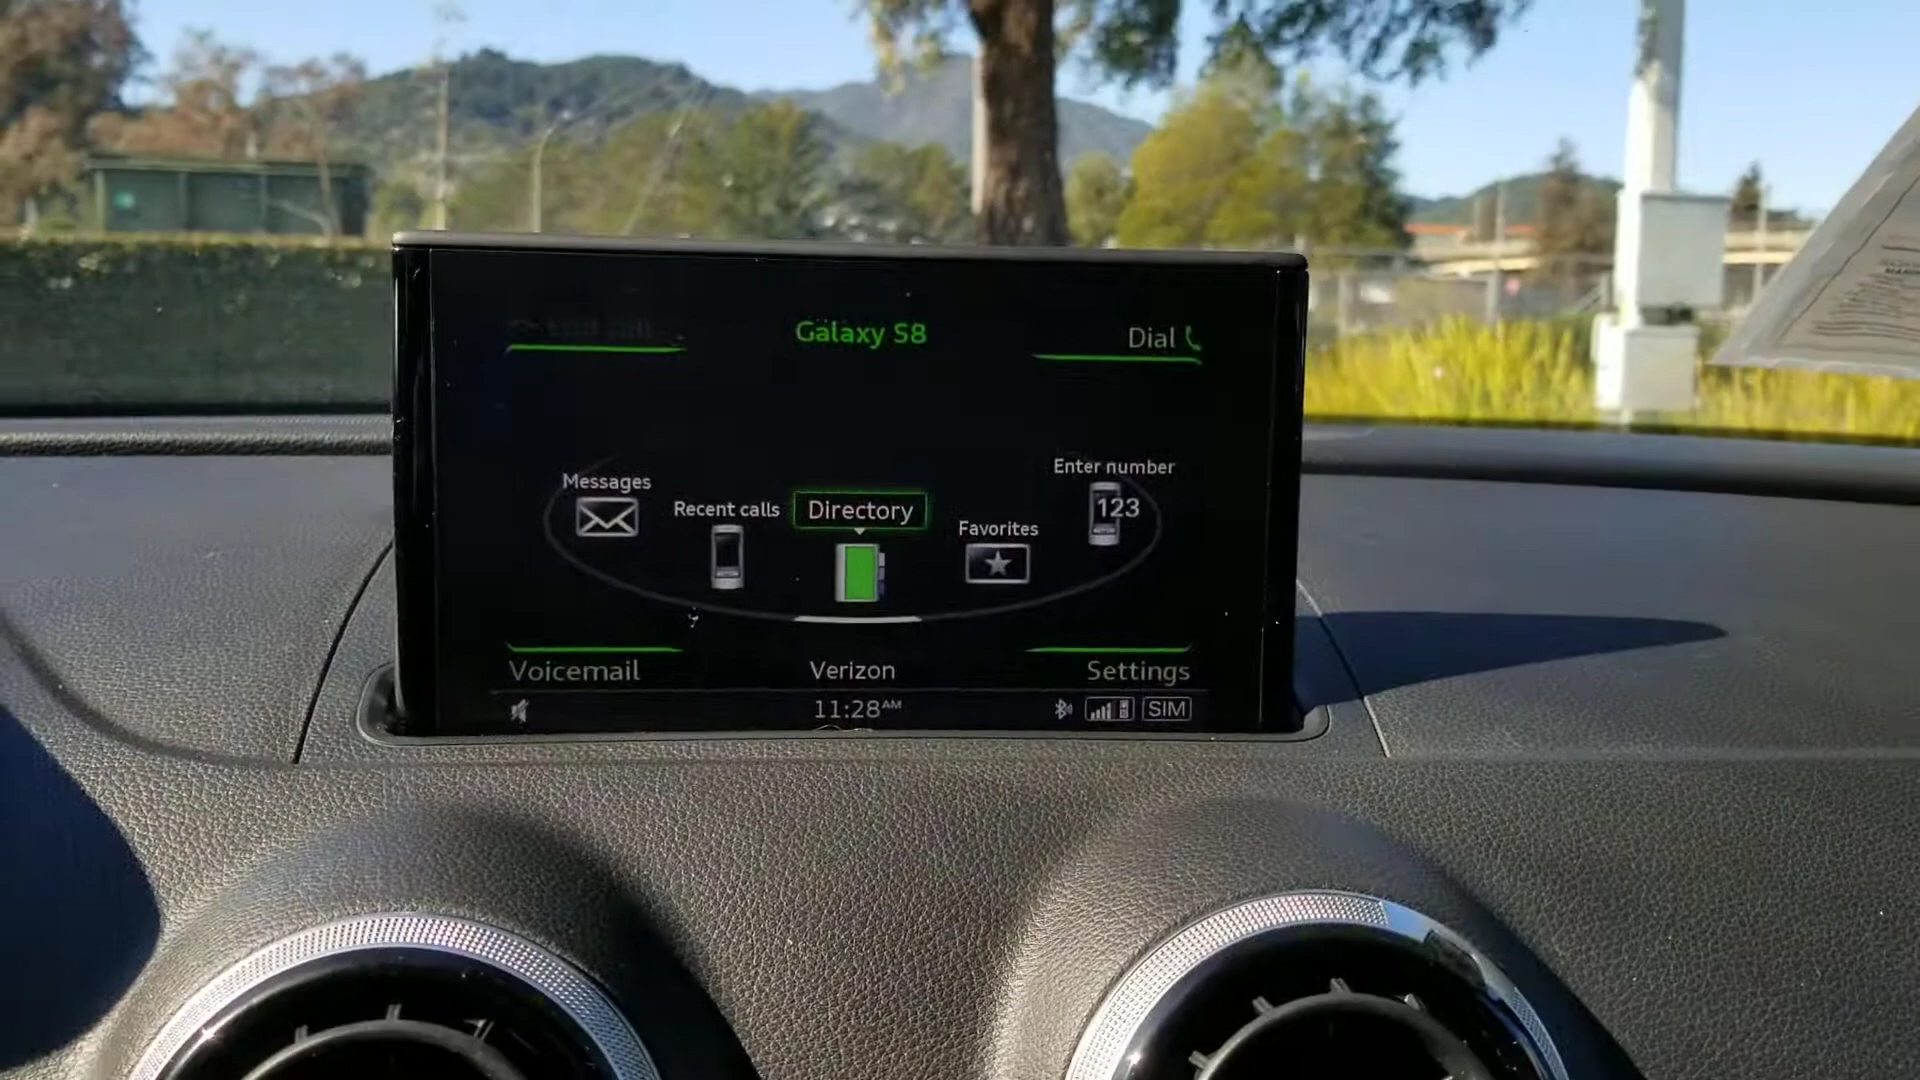 Galaxy S8
Dial
Messages
Recent calls
Directory
Favorites
Enter number
123
Voicemail
Verizon
Settings
11:28AM
SIM